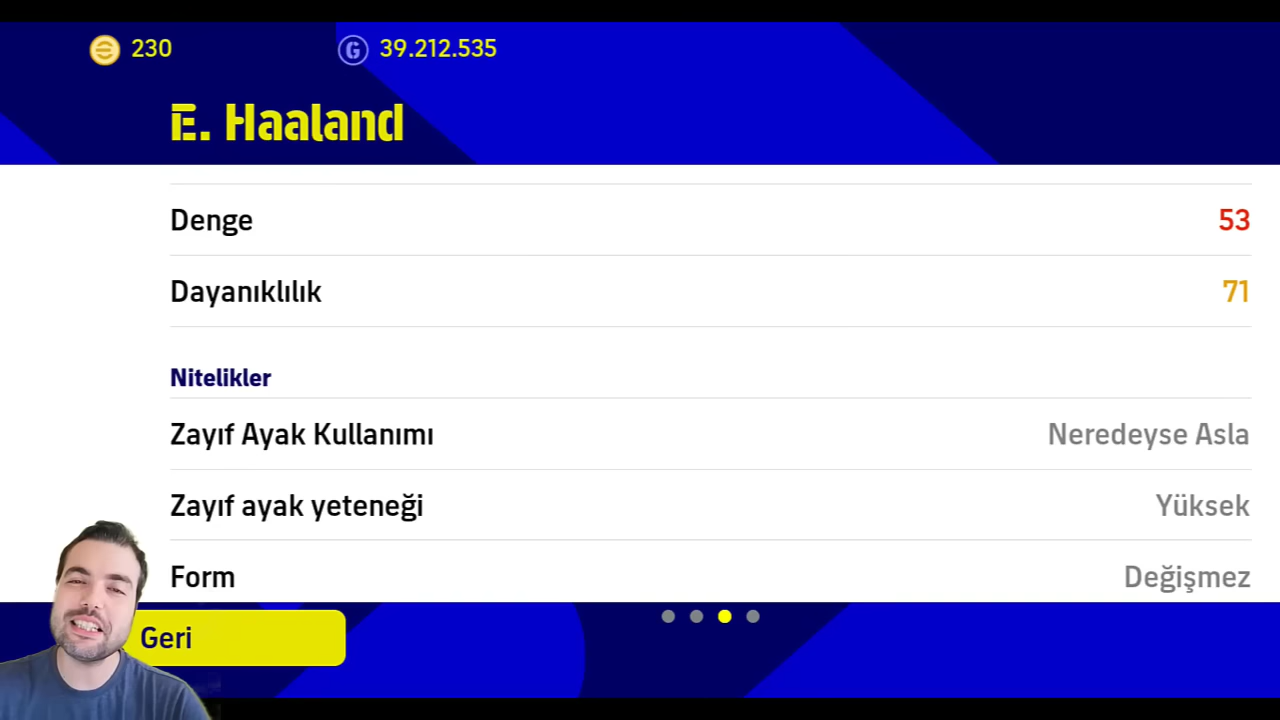 230
39.212.535
E. Haaland
Denge 53
Dayanıklılık 71
Nitelikler
Zayıf Ayak Kullanımı Neredeyse Asla
Zayıf ayak yeteneği Yüksek
Form Değişmez
Geri